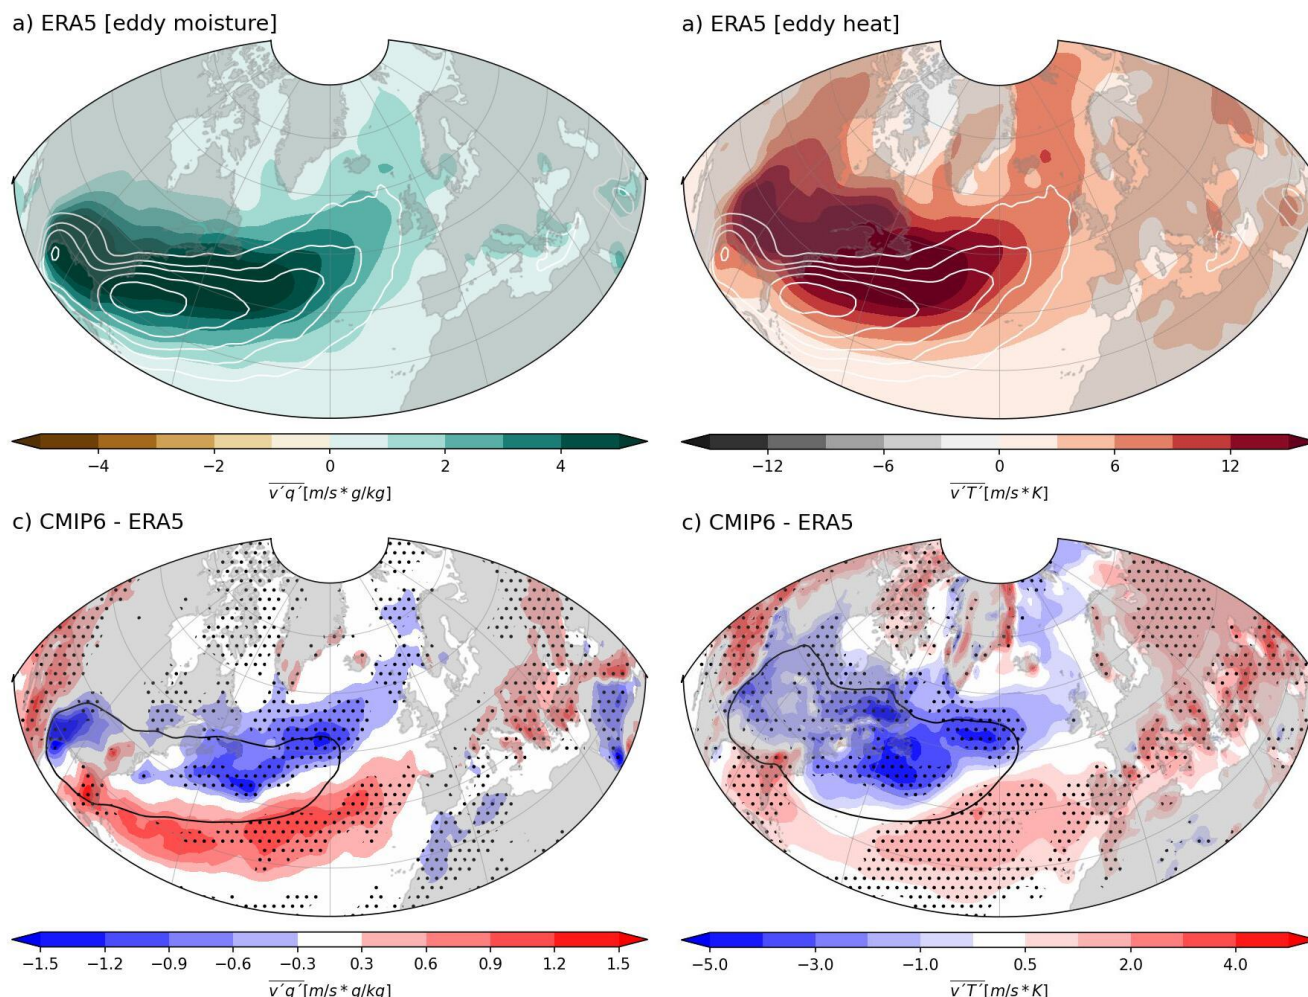 a) ERA5 [eddy moisture]
a) ERA5 [eddy heat]
−4 −2 0 2 4
v′q′[m/s*g/kg]
−12 −6 0 6 12
v′T′[m/s*K]
c) CMIP6 - ERA5
c) CMIP6 - ERA5
−1.5 −1.2 −0.9 −0.6 −0.3 0.3 0.6 0.9 1.2 1.5
v′q′[m/s*g/kg]
−5.0 −3.0 −1.0 0.5 2.0 4.0
v′T′[m/s*K]